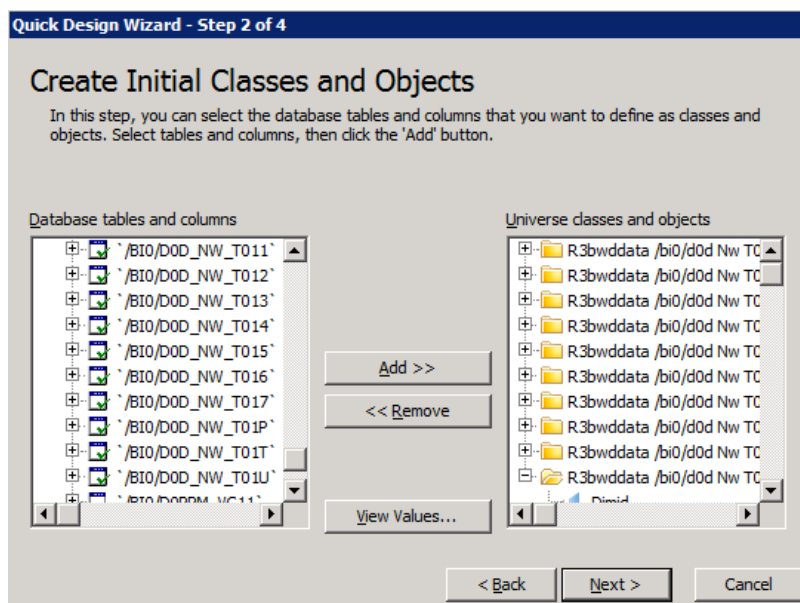 Quick Design Wizard - Step 2 of 4
Create Initial Classes and Objects
In this step, you can select the database tables and columns that you want to define as classes and
objects. Select tables and columns, then click the 'Add' button.
Database tables and columns
`/BI0/D0D_NW_T011`
`/BI0/D0D_NW_T012`
`/BI0/D0D_NW_T013`
`/BI0/D0D_NW_T014`
`/BI0/D0D_NW_T015`
`/BI0/D0D_NW_T016`
`/BI0/D0D_NW_T017`
`/BI0/D0D_NW_T01P`
`/BI0/D0D_NW_T01T`
`/BI0/D0D_NW_T01U`
Add >>
<< Remove
View Values...
Universe classes and objects
R3bwddata /bi0/d0d Nw T0
R3bwddata /bi0/d0d Nw T0
R3bwddata /bi0/d0d Nw T0
R3bwddata /bi0/d0d Nw T0
R3bwddata /bi0/d0d Nw T0
R3bwddata /bi0/d0d Nw T0
R3bwddata /bi0/d0d Nw T0
R3bwddata /bi0/d0d Nw T0
R3bwddata /bi0/d0d Nw T0
R3bwddata /bi0/d0d Nw T0
Dimid
< Back
Next >
Cancel